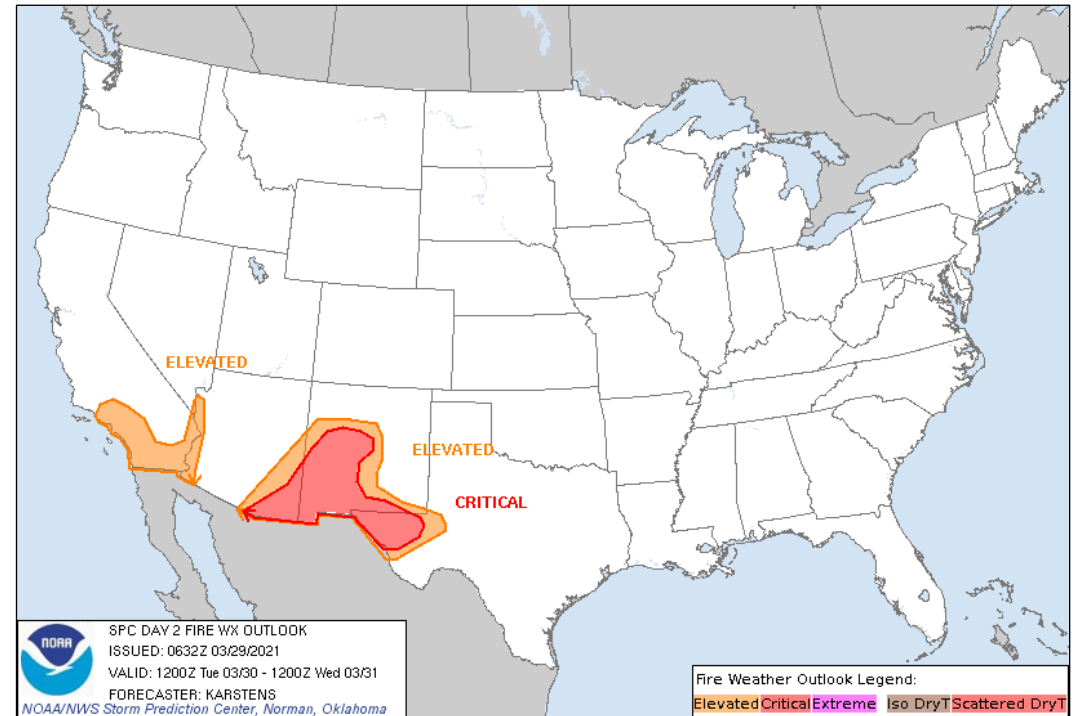 ELEVATED
ELEVATED
CRITICAL
NOAA
SPC DAY 2 FIRE WX OUTLOOK
ISSUED: 0632Z 03/29/2021
VALID: 1200Z Tue 03/30 - 1200Z Wed 03/31
FORECASTER: KARSTENS
NOAA/NWS Storm Prediction Center, Norman, Oklahoma
Fire Weather Outlook Legend:
Elevated Critical Extreme Iso DryT Scattered DryT